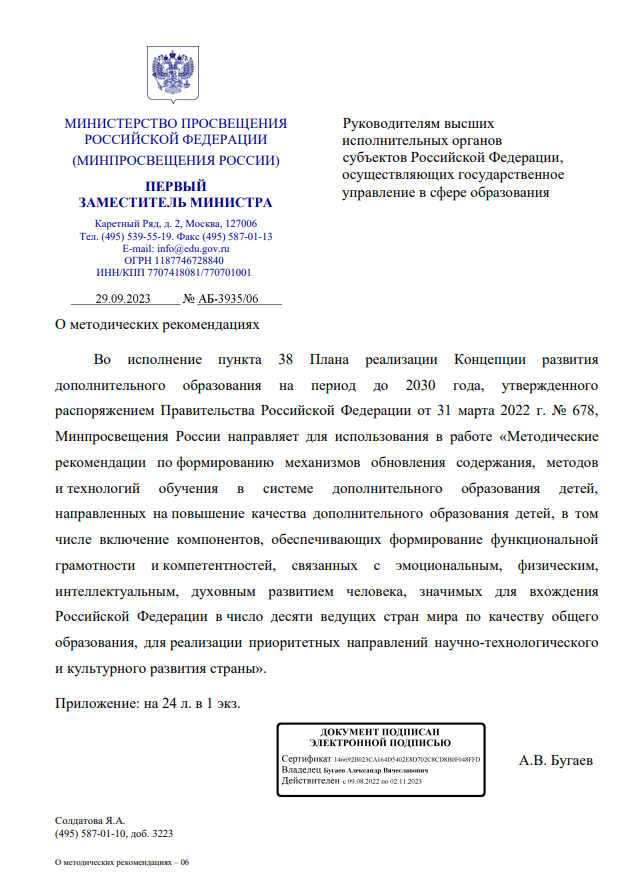 МИНИСТЕРСТВО ПРОСВЕЩЕНИЯ
РОССИЙСКОЙ ФЕДЕРАЦИИ
(МИНПРОСВЕЩЕНИЯ РОССИИ)
ПЕРВЫЙ
ЗАМЕСТИТЕЛЬ МИНИСТРА
Каретный Ряд, д. 2, Москва, 127006
Тел. (495) 539-55-19. Факс (495) 587-01-13
E-mail: info@edu.gov.ru
ОГРН 1187746728840
ИНН/КПП 7707418081/770701001
29.09.2023 № АБ-3935/06
Руководителям высших
исполнительных органов
субъектов Российской Федерации,
осуществляющих государственное
управление в сфере образования
О методических рекомендациях
Во исполнение пункта 38 Плана реализации Концепции развития
дополнительного образования на период до 2030 года, утвержденного
распоряжением Правительства Российской Федерации от 31 марта 2022 г. № 678,
Минпросвещения России направляет для использования в работе «Методические
рекомендации по формированию механизмов обновления содержания, методов
и технологий обучения в системе дополнительного образования детей,
направленных на повышение качества дополнительного образования детей, в том
числе включение компонентов, обеспечивающих формирование функциональной
грамотности и компетентностей, связанных с эмоциональным, физическим,
интеллектуальным, духовным развитием человека, значимых для вхождения
Российской Федерации в число десяти ведущих стран мира по качеству общего
образования, для реализации приоритетных направлений научно-технологического
и культурного развития страны».
Приложение: на 24 л. в 1 экз.
ДОКУМЕНТ ПОДПИСАН
ЭЛЕКТРОННОЙ ПОДПИСЬЮ
Сертификат 146692B023CA164D5402E8D702C8CD8B0F048FFD
Владелец Бугаев Александр Вячеславович
Действителен с 09.08.2022 по 02.11.2023
А.В. Бугаев
Солдатова Я.А.
(495) 587-01-10, доб. 3223
О методических рекомендациях – 06